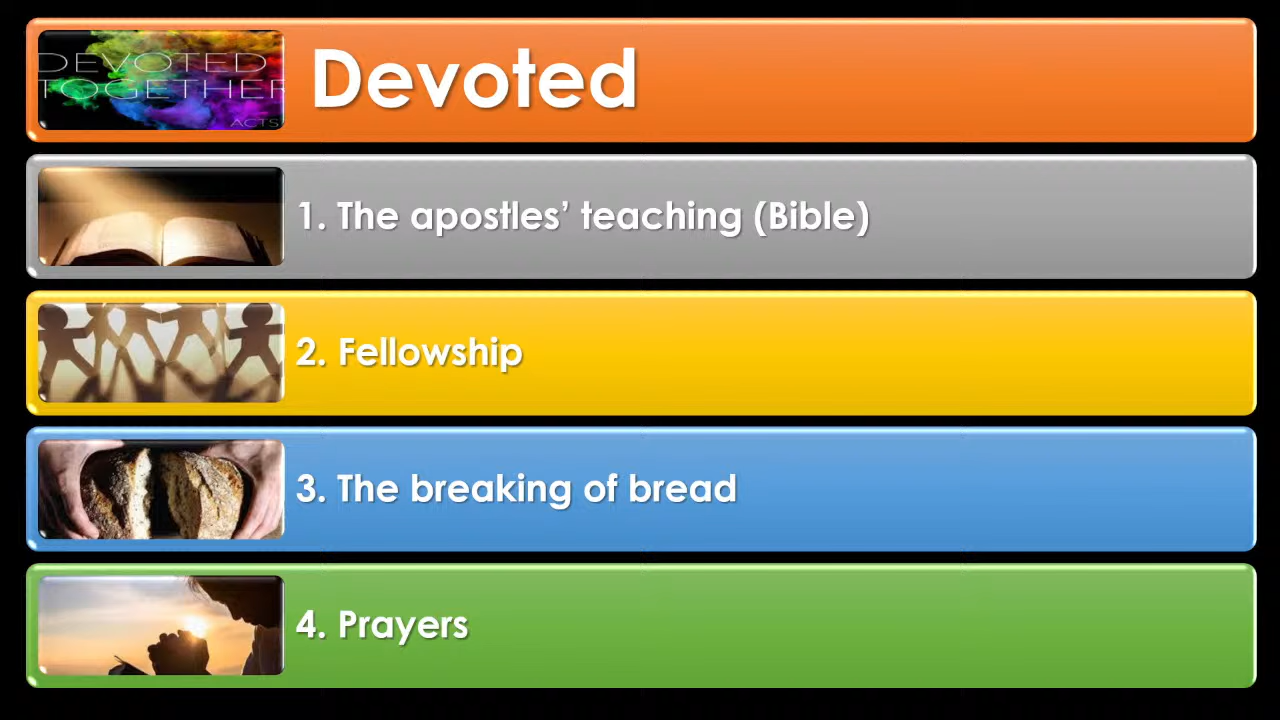 DEVOTED
TOGETHER
ACTS
Devoted
1. The apostles’ teaching (Bible)
2. Fellowship
3. The breaking of bread
4. Prayers